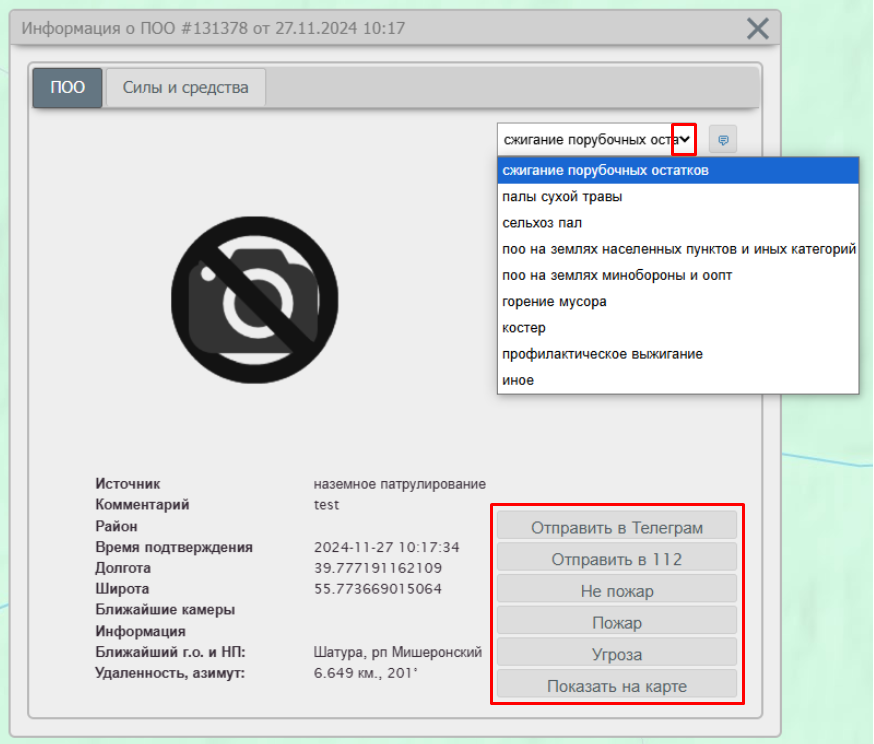 Информация о ПОО #131378 от 27.11.2024 10:17
ПОО
Силы и средства
сжигание порубочных оста
сжигание порубочных остатков
палы сухой травы
сельхоз пал
поо на землях населенных пунктов и иных категорий
поо на землях минобороны и оопт
горение мусора
костер
профилактическое выжигание
иное
Источник наземное патрулирование
Комментарий test
Район
Время подтверждения 2024-11-27 10:17:34
Долгота 39.777191162109
Широта 55.773669015064
Ближайшие камеры
Информация
Ближайший г.о. и НП: Шатура, рп Мишеронский
Удаленность, азимут: 6.649 км., 201°
Отправить в Телеграм
Отправить в 112
Не пожар
Пожар
Угроза
Показать на карте